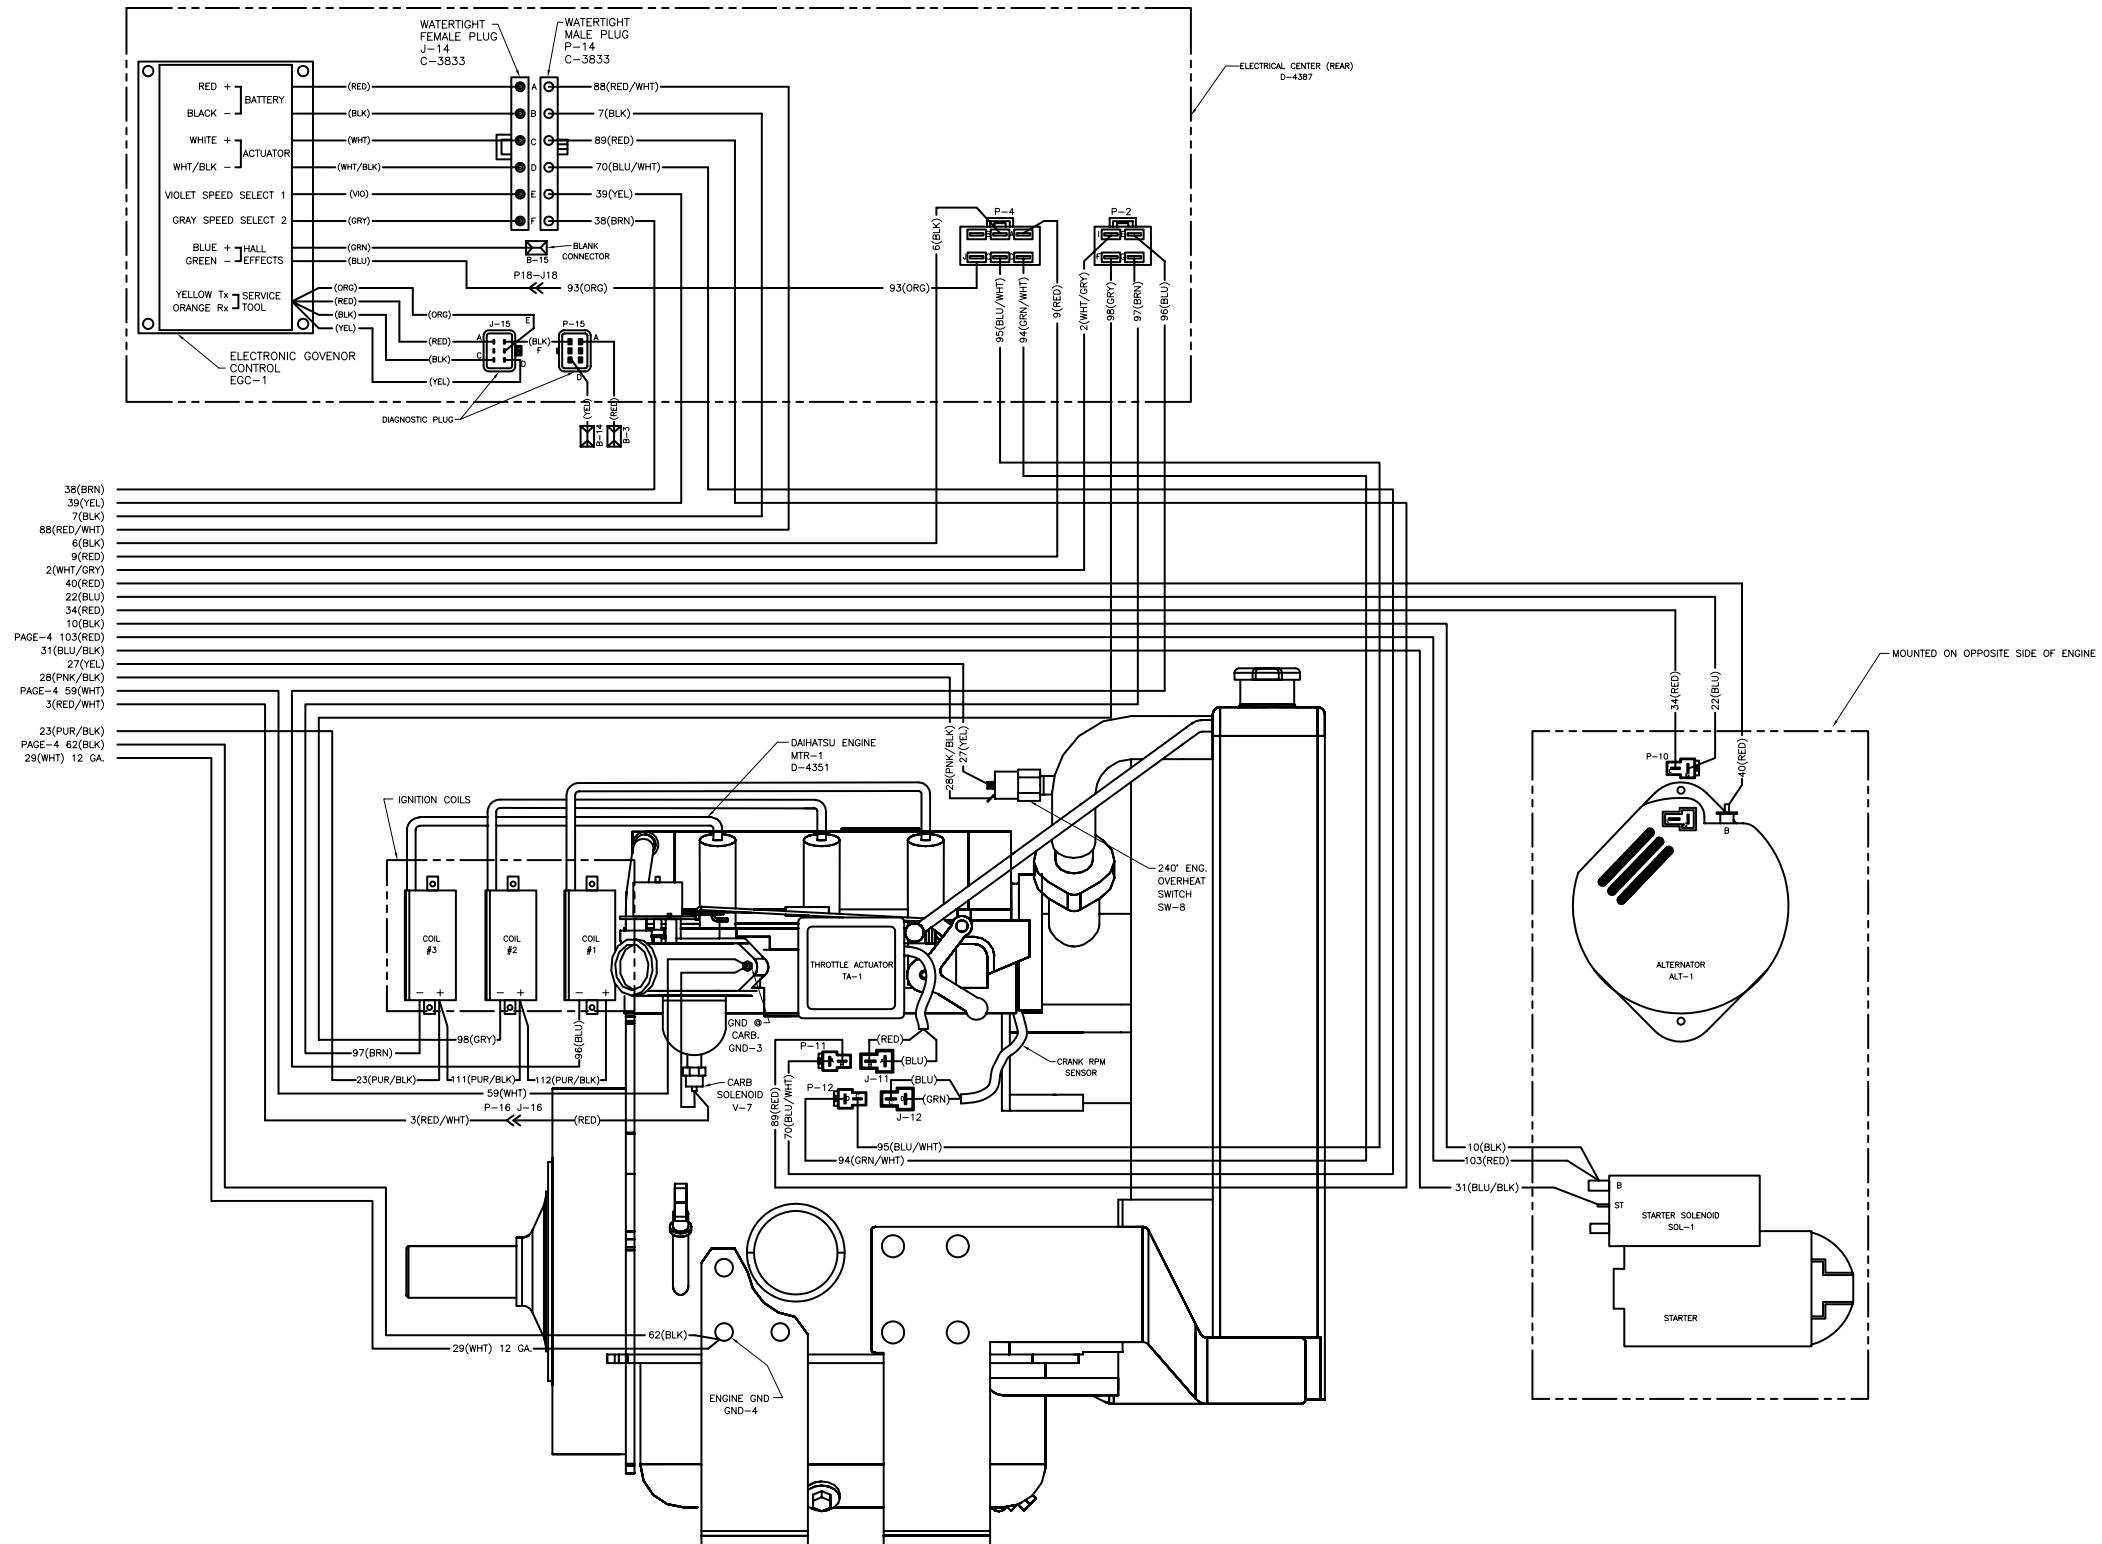 WATERTIGHT
FEMALE PLUG
J-14
C-3833
WATERTIGHT
MALE PLUG
P-14
C-3833
ELECTRICAL CENTER (REAR)
D-4387
RED +
BLACK -
BATTERY
WHITE +
WHT/BLK -
ACTUATOR
VIOLET SPEED SELECT 1
GRAY SPEED SELECT 2
BLUE +
GREEN -
HALL
EFFECTS
YELLOW Tx
ORANGE Rx
SERVICE
TOOL
(RED)
(BLK)
(WHT)
(WHT/BLK)
(VIO)
(GRY)
(GRN)
(BLU)
(ORG)
(RED)
(BLK)
(YEL)
A
B
C
D
E
F
88(RED/WHT)
7(BLK)
89(RED)
70(BLU/WHT)
39(YEL)
38(BRN)
BLANK
CONNECTOR
B-15
P18-J18
93(ORG)
93(ORG)
(ORG)
(RED)
(BLK)
(YEL)
J-15
A
C
E
(BLK)
F
D
P-15
A
D
(YEL)
(RED)
B-14
B-3
ELECTRONIC GOVENOR
CONTROL
EGC-1
DIAGNOSTIC PLUG
P-4
P-2
6(BLK)
95(BLU/WHT)
94(GRN/WHT)
9(RED)
2(WHT/GRY)
98(GRY)
97(BRN)
96(BLU)
38(BRN)
39(YEL)
7(BLK)
88(RED/WHT)
6(BLK)
9(RED)
2(WHT/GRY)
40(RED)
22(BLU)
34(RED)
10(BLK)
PAGE-4 103(RED)
31(BLU/BLK)
27(YEL)
28(PNK/BLK)
PAGE-4 59(WHT)
3(RED/WHT)
23(PUR/BLK)
PAGE-4 62(BLK)
29(WHT) 12 GA.
MOUNTED ON OPPOSITE SIDE OF ENGINE
34(RED)
22(BLU)
40(RED)
P-10
B
28(PNK/BLK)
27(YEL)
DAIHATSU ENGINE
MTR-1
D-4351
IGNITION COILS
240° ENG.
OVERHEAT
SWITCH
SW-8
COIL
#3
COIL
#2
COIL
#1
- +
- +
- +
THROTTLE ACTUATOR
TA-1
ALTERNATOR
ALT-1
GND @
CARB.
GND-3
98(GRY)
97(BRN)
96(BLU)
23(PUR/BLK)
111(PUR/BLK)
112(PUR/BLK)
59(WHT)
P-16 J-16
3(RED/WHT)
(RED)
CARB
SOLENOID
V-7
P-11
(RED)
(BLU)
J-11
P-12
(BLU)
(GRN)
J-12
CRANK RPM
SENSOR
89(RED)
70(BLU/WHT)
95(BLU/WHT)
94(GRN/WHT)
10(BLK)
103(RED)
31(BLU/BLK)
B
ST
STARTER SOLENOID
SOL-1
STARTER
62(BLK)
29(WHT) 12 GA.
ENGINE GND
GND-4